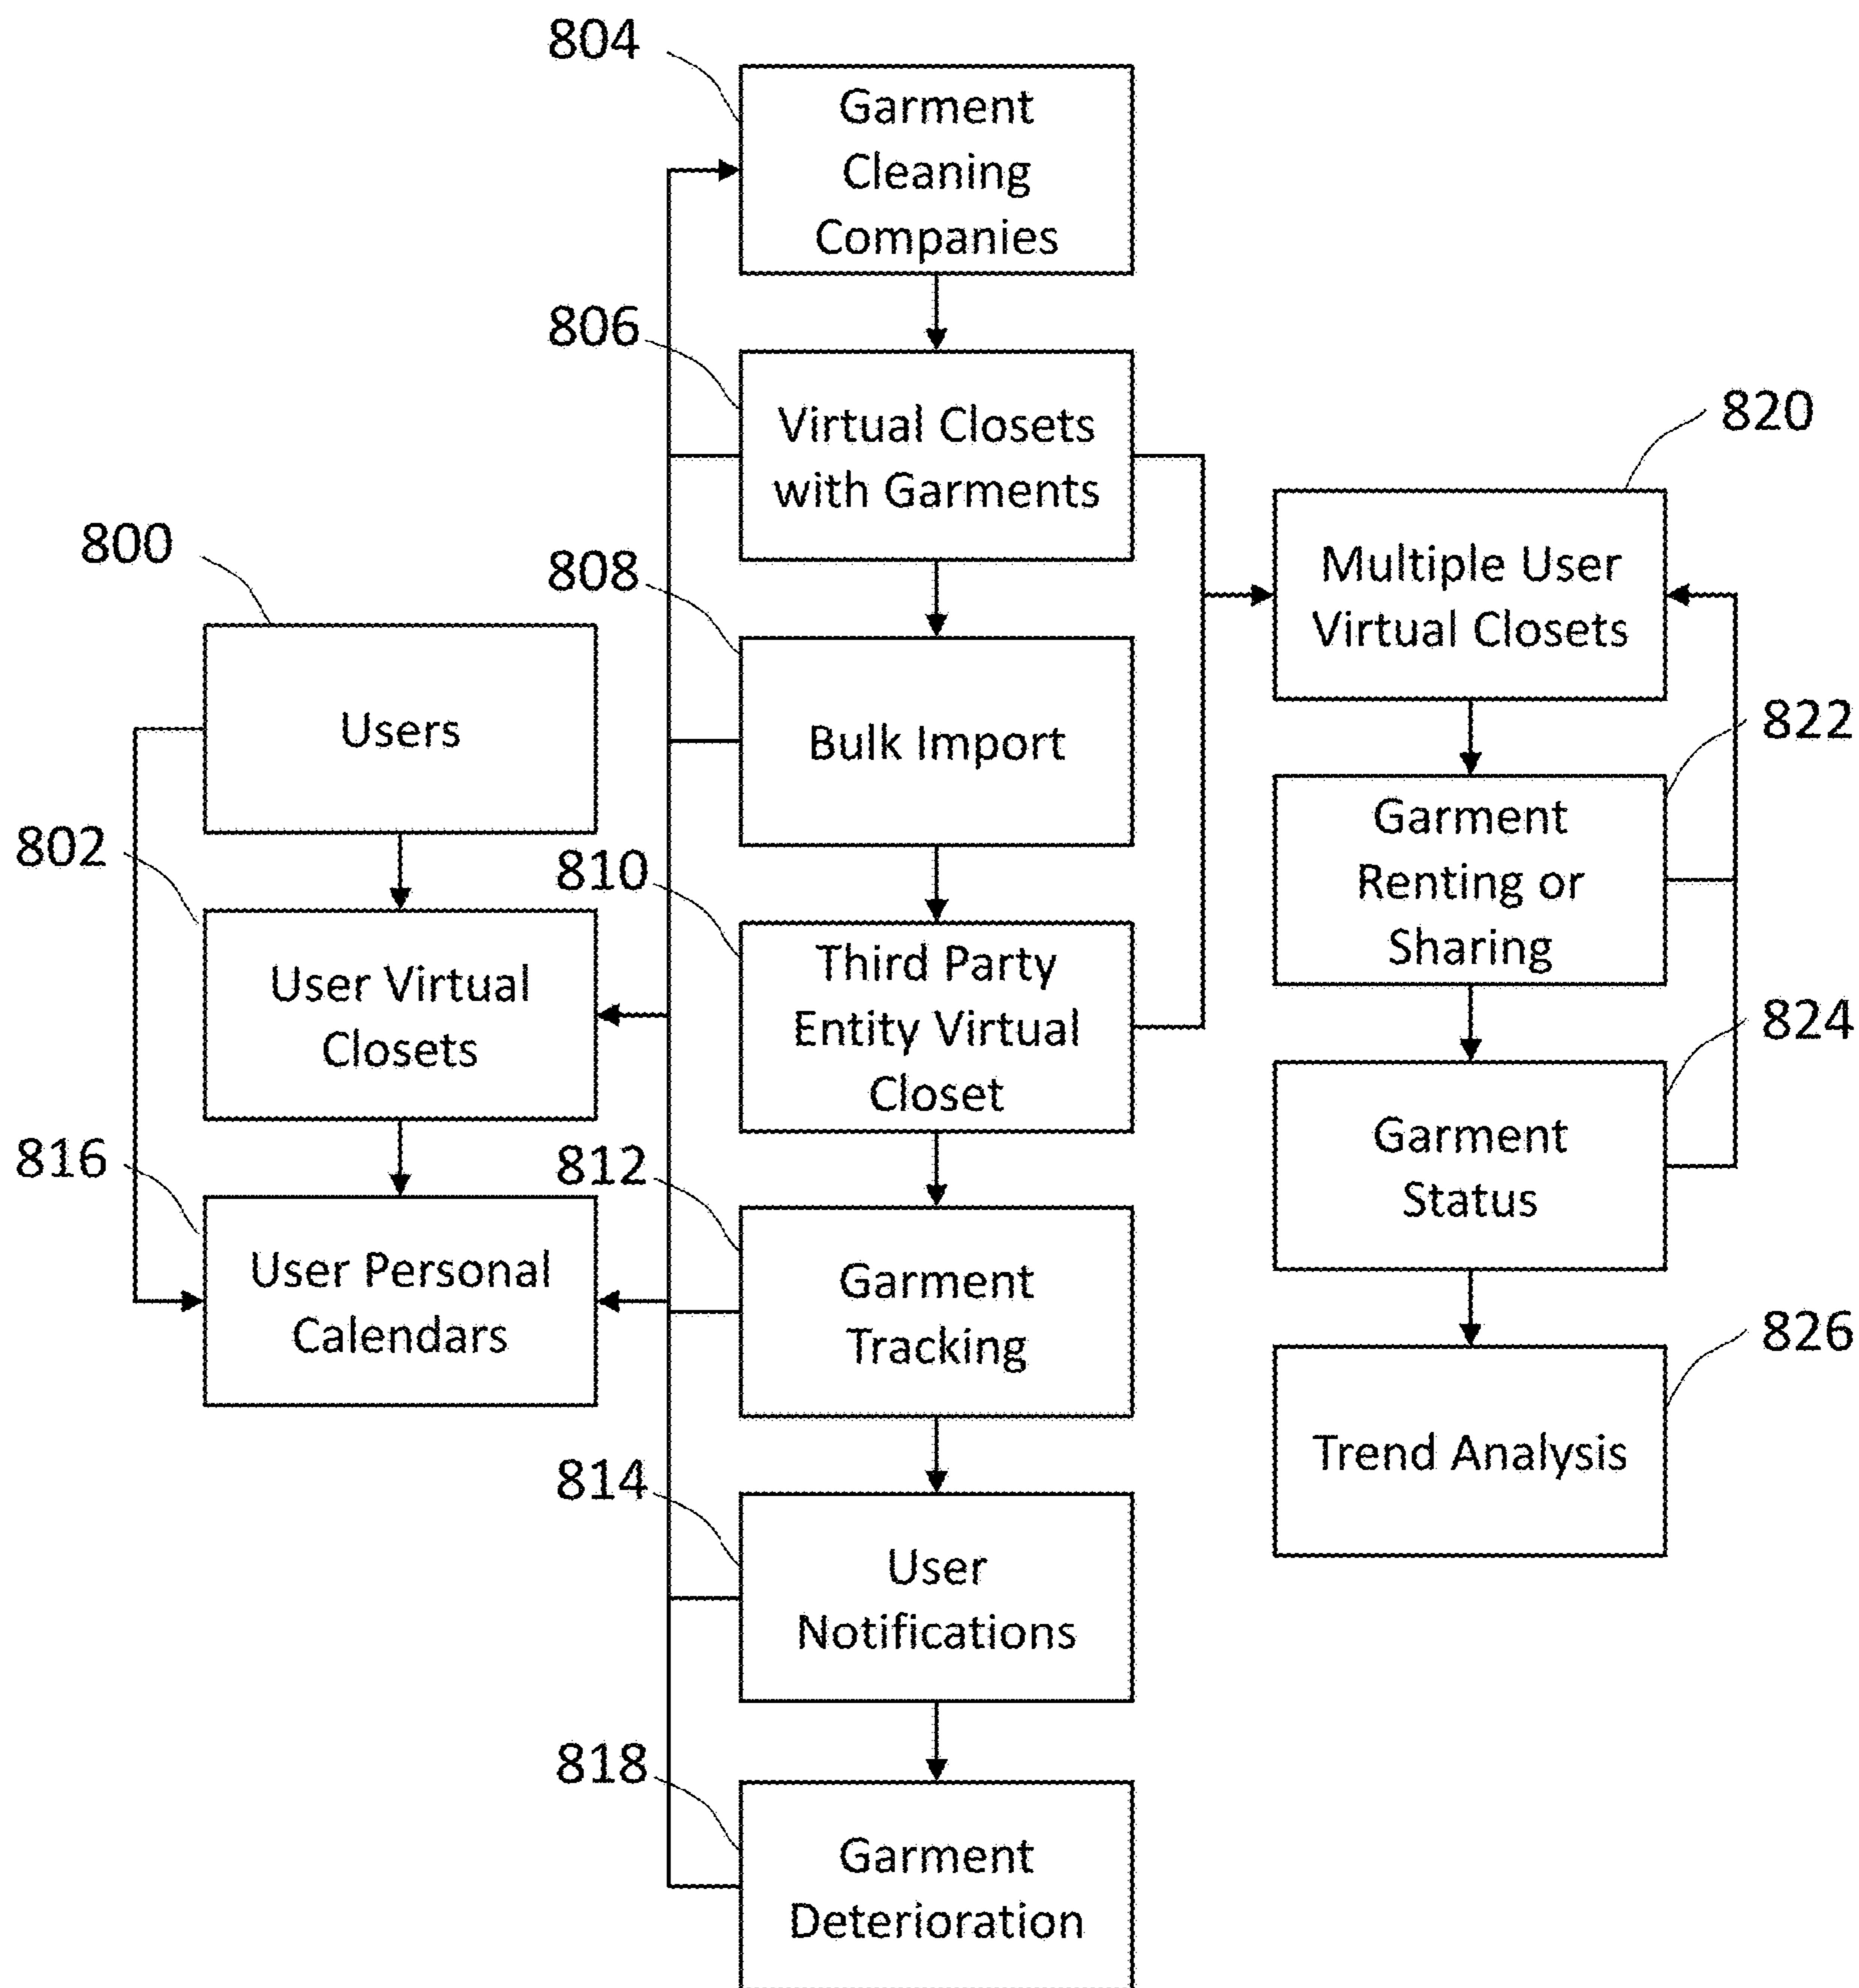 804
Garment
Cleaning
Companies
806
Virtual Closets
with Garments
820
Multiple User
Virtual Closets
800
Users
808
Bulk Import
822
Garment
Renting or
Sharing
802
User Virtual
Closets
810
Third Party
Entity Virtual
Closet
824
Garment
Status
816
User Personal
Calendars
812
Garment
Tracking
826
Trend Analysis
814
User
Notifications
818
Garment
Deterioration